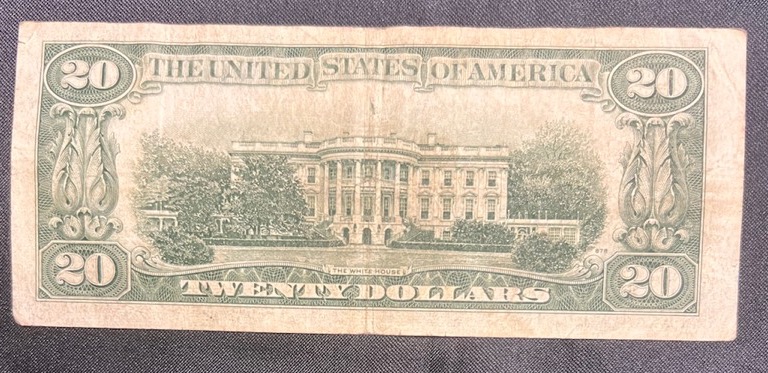 20 THE UNITED STATES OF AMERICA 20
THE WHITE HOUSE
20 TWENTY DOLLARS 20